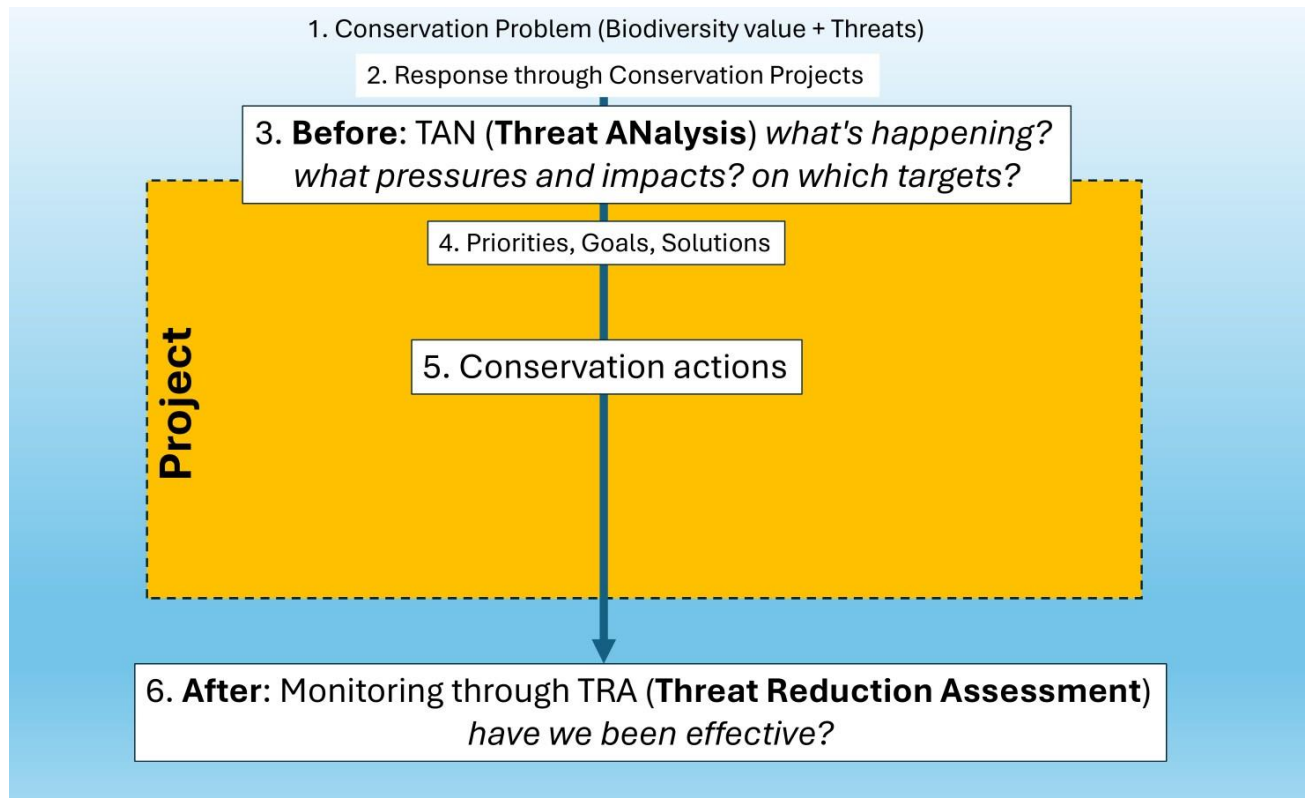 1. Conservation Problem (Biodiversity value + Threats)
2. Response through Conservation Projects
3. Before: TAN (Threat ANalysis) what's happening?
what pressures and impacts? on which targets?
4. Priorities, Goals, Solutions
Project
5. Conservation actions
6. After: Monitoring through TRA (Threat Reduction Assessment)
have we been effective?